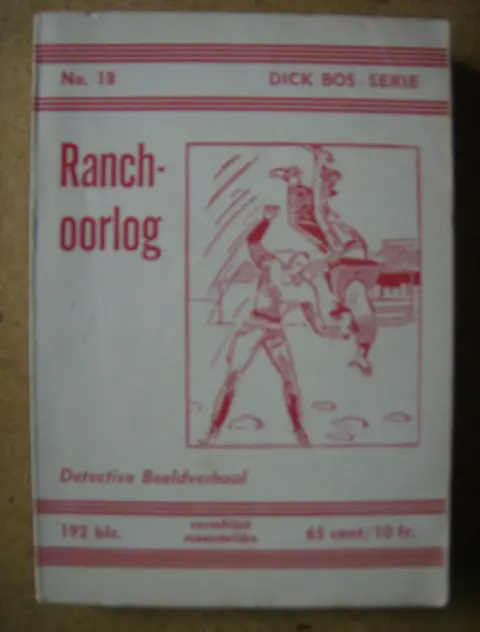 No. 18 DICK BOS - SERIE
Ranch-
oorlog
Detective Beeldverhaal
192 blz. verschijnt 65 cent/10 fr.
maandelijks